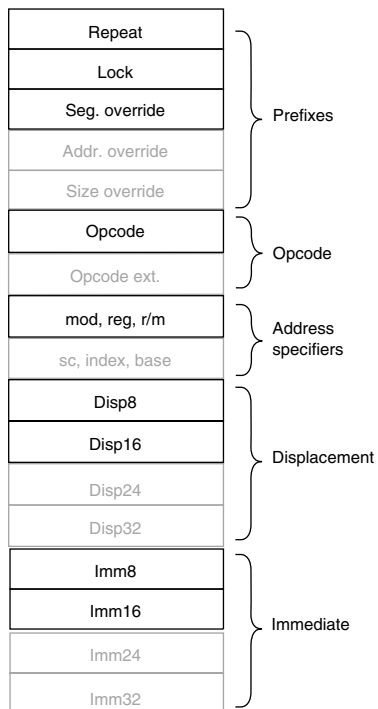 Repeat
Lock
Seg. override
Addr. override
Size override
Prefixes
Opcode
Opcode ext.
Opcode
mod, reg, r/m
sc, index, base
Address
specifiers
Disp8
Disp16
Disp24
Disp32
Displacement
Imm8
Imm16
Imm24
Imm32
Immediate